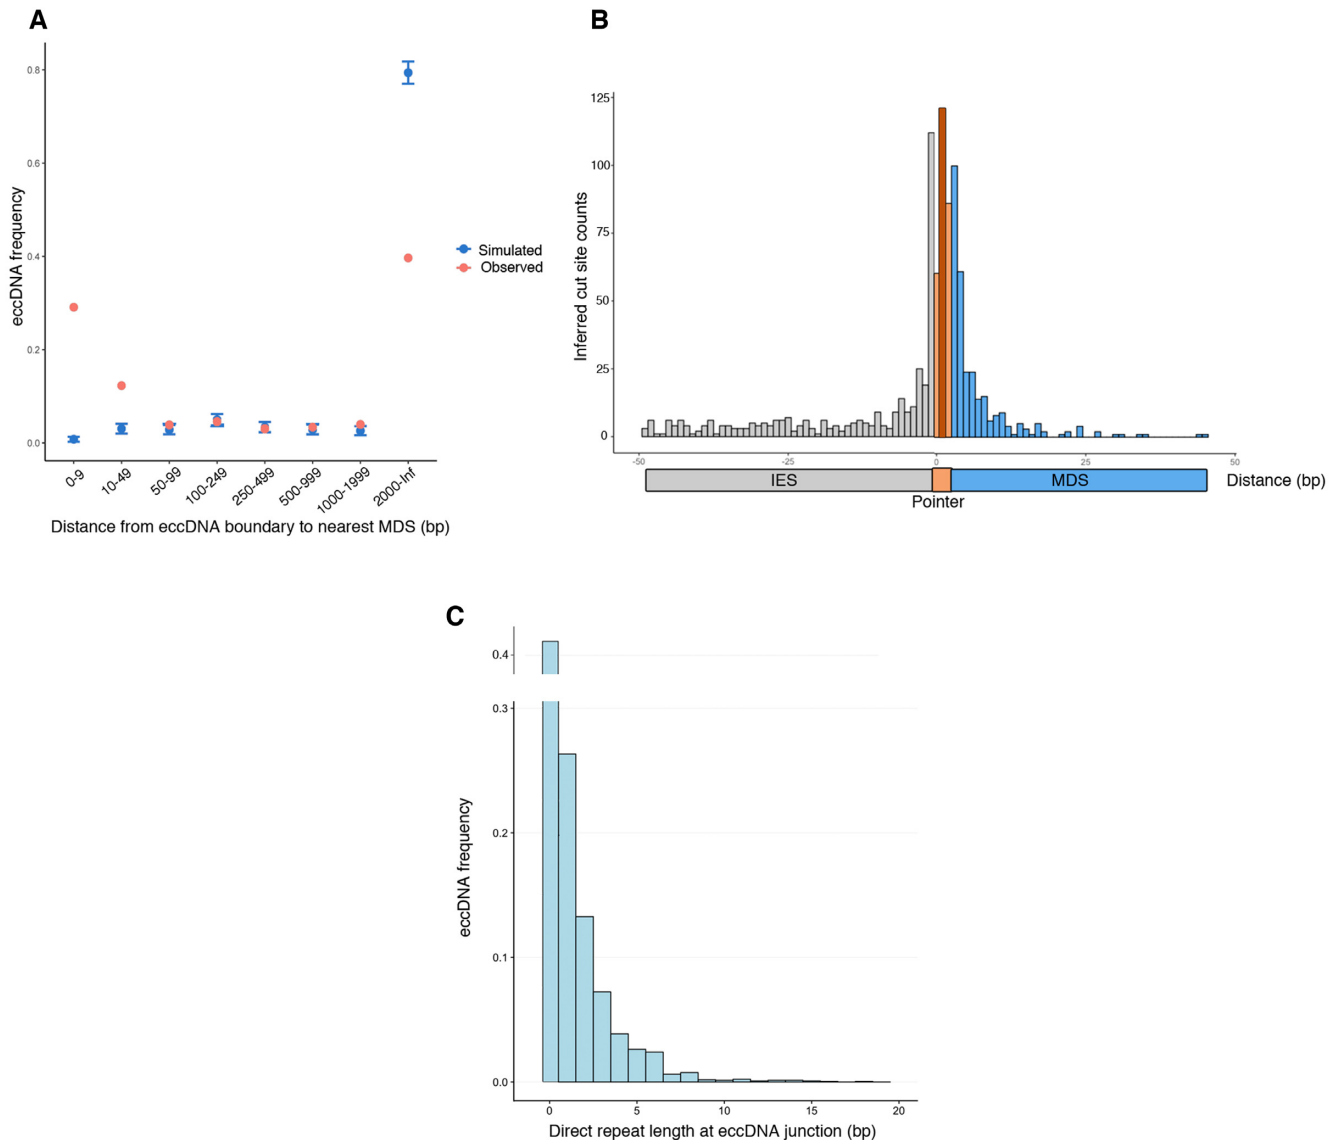 A
0.8
0.6
0.4
0.2
0.0
eccDNA frequency
0-9
10-49
50-99
100-249
250-499
500-999
1000-1999
2000-Inf
Distance from eccDNA boundary to nearest MDS (bp)
Simulated
Observed
B
125
100
75
50
25
0
Inferred cut site counts
-50
-25
0
25
50
IES
MDS
Distance (bp)
Pointer
C
0.4
0.3
0.2
0.1
0.0
eccDNA frequency
0
5
10
15
20
Direct repeat length at eccDNA junction (bp)